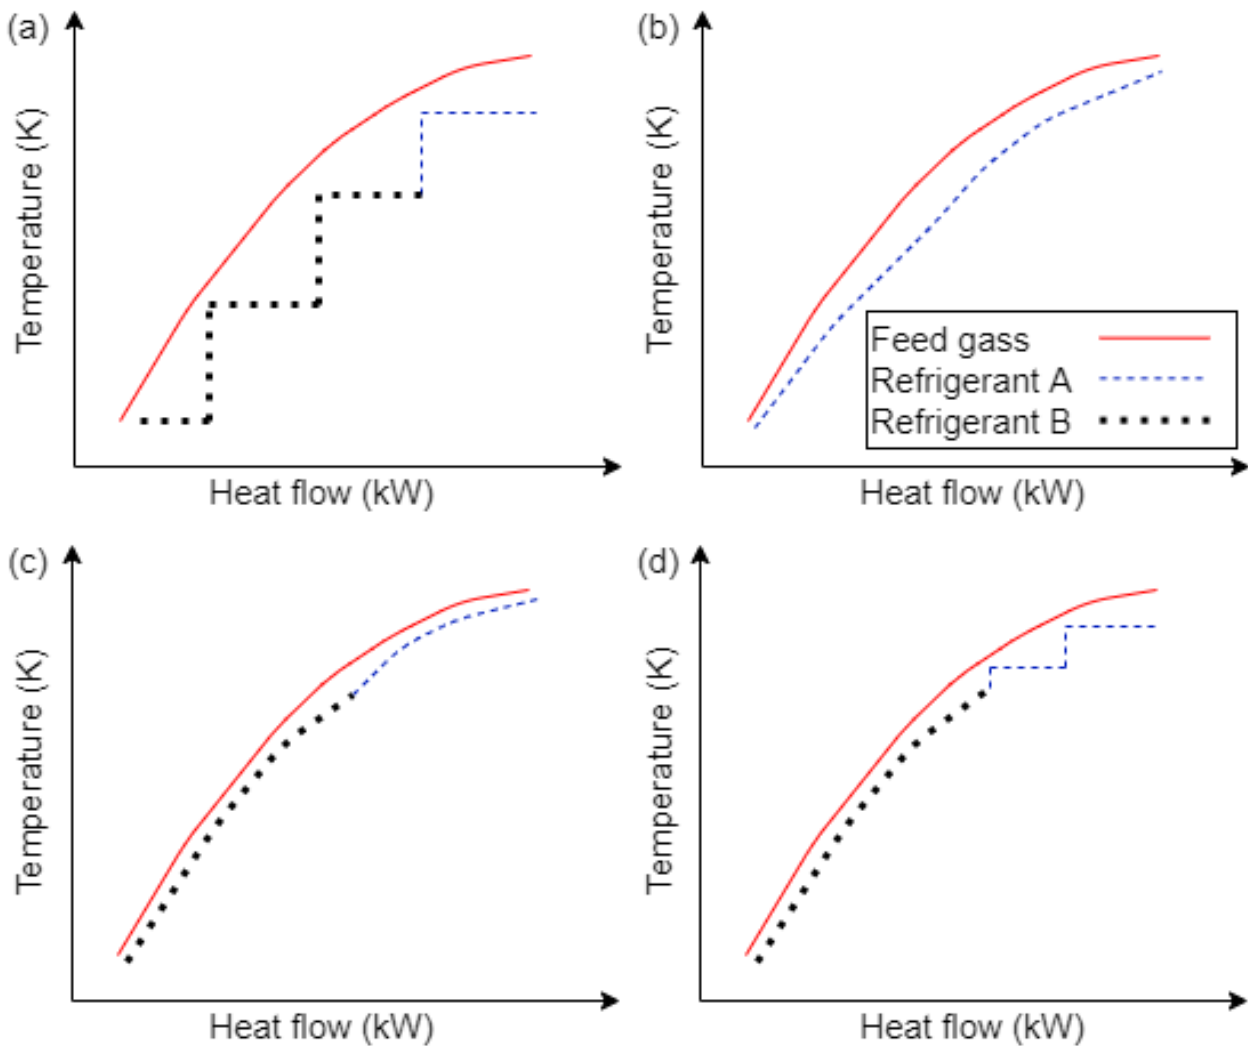 (a)
Temperature (K)
Heat flow (kW)
(b)
Temperature (K)
Feed gass
Refrigerant A
Refrigerant B
Heat flow (kW)
(c)
Temperature (K)
Heat flow (kW)
(d)
Temperature (K)
Heat flow (kW)